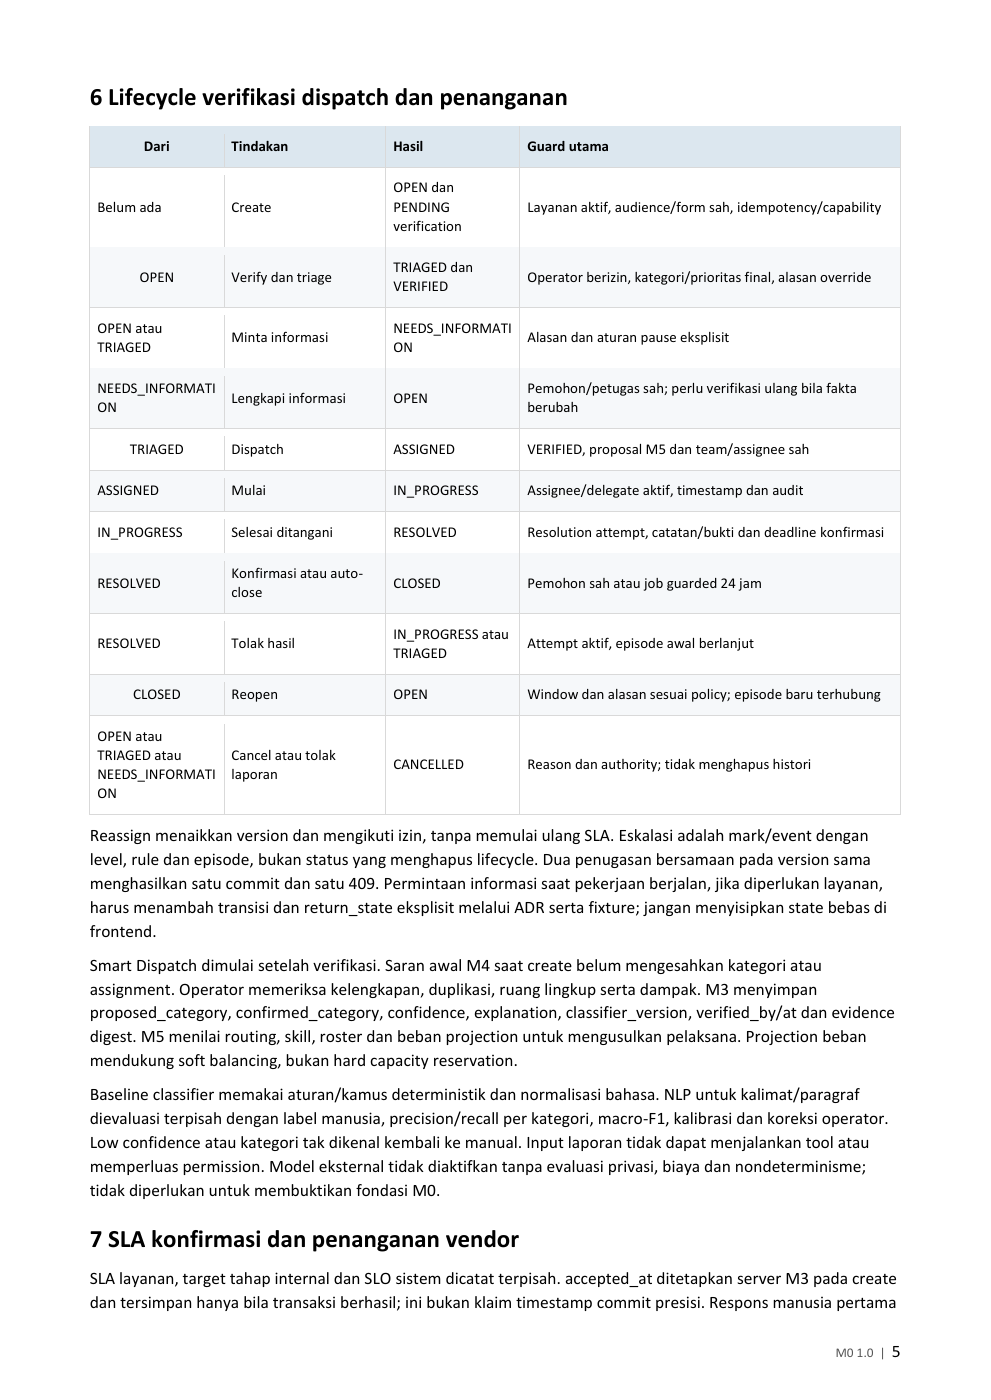 6 Lifecycle verifikasi dispatch dan penanganan
Dari Tindakan Hasil Guard utama
Belum ada Create OPEN dan PENDING verification Layanan aktif, audience/form sah, idempotency/capability
OPEN Verify dan triage TRIAGED dan VERIFIED Operator berizin, kategori/prioritas final, alasan override
OPEN atau TRIAGED Minta informasi NEEDS_INFORMATION Alasan dan aturan pause eksplisit
NEEDS_INFORMATION Lengkapi informasi OPEN Pemohon/petugas sah; perlu verifikasi ulang bila fakta berubah
TRIAGED Dispatch ASSIGNED VERIFIED, proposal M5 dan team/assignee sah
ASSIGNED Mulai IN_PROGRESS Assignee/delegate aktif, timestamp dan audit
IN_PROGRESS Selesai ditangani RESOLVED Resolution attempt, catatan/bukti dan deadline konfirmasi
RESOLVED Konfirmasi atau auto-close CLOSED Pemohon sah atau job guarded 24 jam
RESOLVED Tolak hasil IN_PROGRESS atau TRIAGED Attempt aktif, episode awal berlanjut
CLOSED Reopen OPEN Window dan alasan sesuai policy; episode baru terhubung
OPEN atau TRIAGED atau NEEDS_INFORMATION Cancel atau tolak laporan CANCELLED Reason dan authority; tidak menghapus histori
Reassign menaikkan version dan mengikuti izin, tanpa memulai ulang SLA. Eskalasi adalah mark/event dengan
level, rule dan episode, bukan status yang menghapus lifecycle. Dua penugasan bersamaan pada version sama
menghasilkan satu commit dan satu 409. Permintaan informasi saat pekerjaan berjalan, jika diperlukan layanan,
harus menambah transisi dan return_state eksplisit melalui ADR serta fixture; jangan menyisipkan state bebas di
frontend.
Smart Dispatch dimulai setelah verifikasi. Saran awal M4 saat create belum mengesahkan kategori atau
assignment. Operator memeriksa kelengkapan, duplikasi, ruang lingkup serta dampak. M3 menyimpan
proposed_category, confirmed_category, confidence, explanation, classifier_version, verified_by/at dan evidence
digest. M5 menilai routing, skill, roster dan beban projection untuk mengusulkan pelaksana. Projection beban
mendukung soft balancing, bukan hard capacity reservation.
Baseline classifier memakai aturan/kamus deterministik dan normalisasi bahasa. NLP untuk kalimat/paragraf
dievaluasi terpisah dengan label manusia, precision/recall per kategori, macro-F1, kalibrasi dan koreksi operator.
Low confidence atau kategori tak dikenal kembali ke manual. Input laporan tidak dapat menjalankan tool atau
memperluas permission. Model eksternal tidak diaktifkan tanpa evaluasi privasi, biaya dan nondeterminisme;
tidak diperlukan untuk membuktikan fondasi M0.
7 SLA konfirmasi dan penanganan vendor
SLA layanan, target tahap internal dan SLO sistem dicatat terpisah. accepted_at ditetapkan server M3 pada create
dan tersimpan hanya bila transaksi berhasil; ini bukan klaim timestamp commit presisi. Respons manusia pertama
M0 1.0 | 5